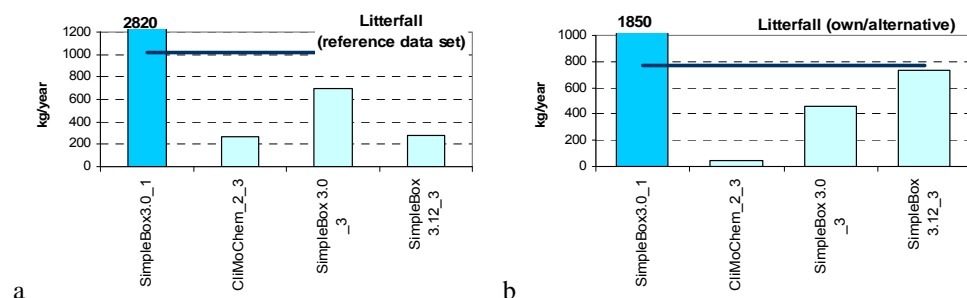 2820
Litterfall
(reference data set)
1200
1000
800
600
400
200
0
kg/year
SimpleBox3.0_1
CliMoChem_2_3
SimpleBox 3.0
_3
SimpleBox
3.12_3
a
1850
Litterfall (own/alternative)
1000
800
600
400
200
0
kg/year
SimpleBox3.0_1
CliMoChem_2_3
SimpleBox 3.0
_3
SimpleBox
3.12_3
b